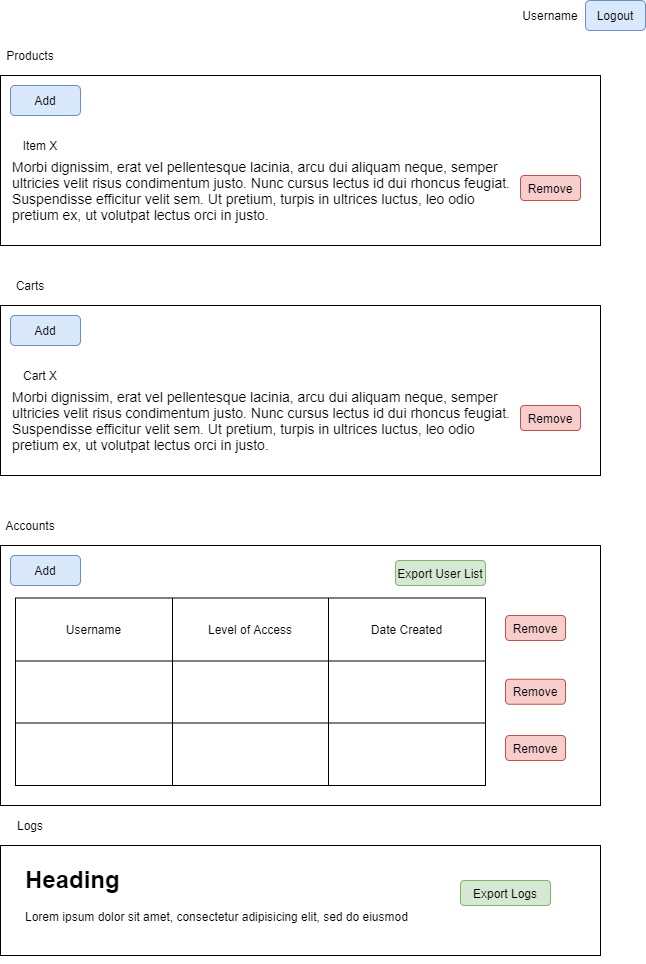 Username Logout
Products
Add
Item X
Morbi dignissim, erat vel pellentesque lacinia, arcu dui aliquam neque, semper
ultricies velit risus condimentum justo. Nunc cursus lectus id dui rhoncus feugiat.
Suspendisse efficitur velit sem. Ut pretium, turpis in ultrices luctus, leo odio
pretium ex, ut volutpat lectus orci in justo.
Remove
Carts
Add
Cart X
Morbi dignissim, erat vel pellentesque lacinia, arcu dui aliquam neque, semper
ultricies velit risus condimentum justo. Nunc cursus lectus id dui rhoncus feugiat.
Suspendisse efficitur velit sem. Ut pretium, turpis in ultrices luctus, leo odio
pretium ex, ut volutpat lectus orci in justo.
Remove
Accounts
Add
Export User List
Username Level of Access Date Created
Remove
Remove
Remove
Logs
Heading
Lorem ipsum dolor sit amet, consectetur adipisicing elit, sed do eiusmod
Export Logs